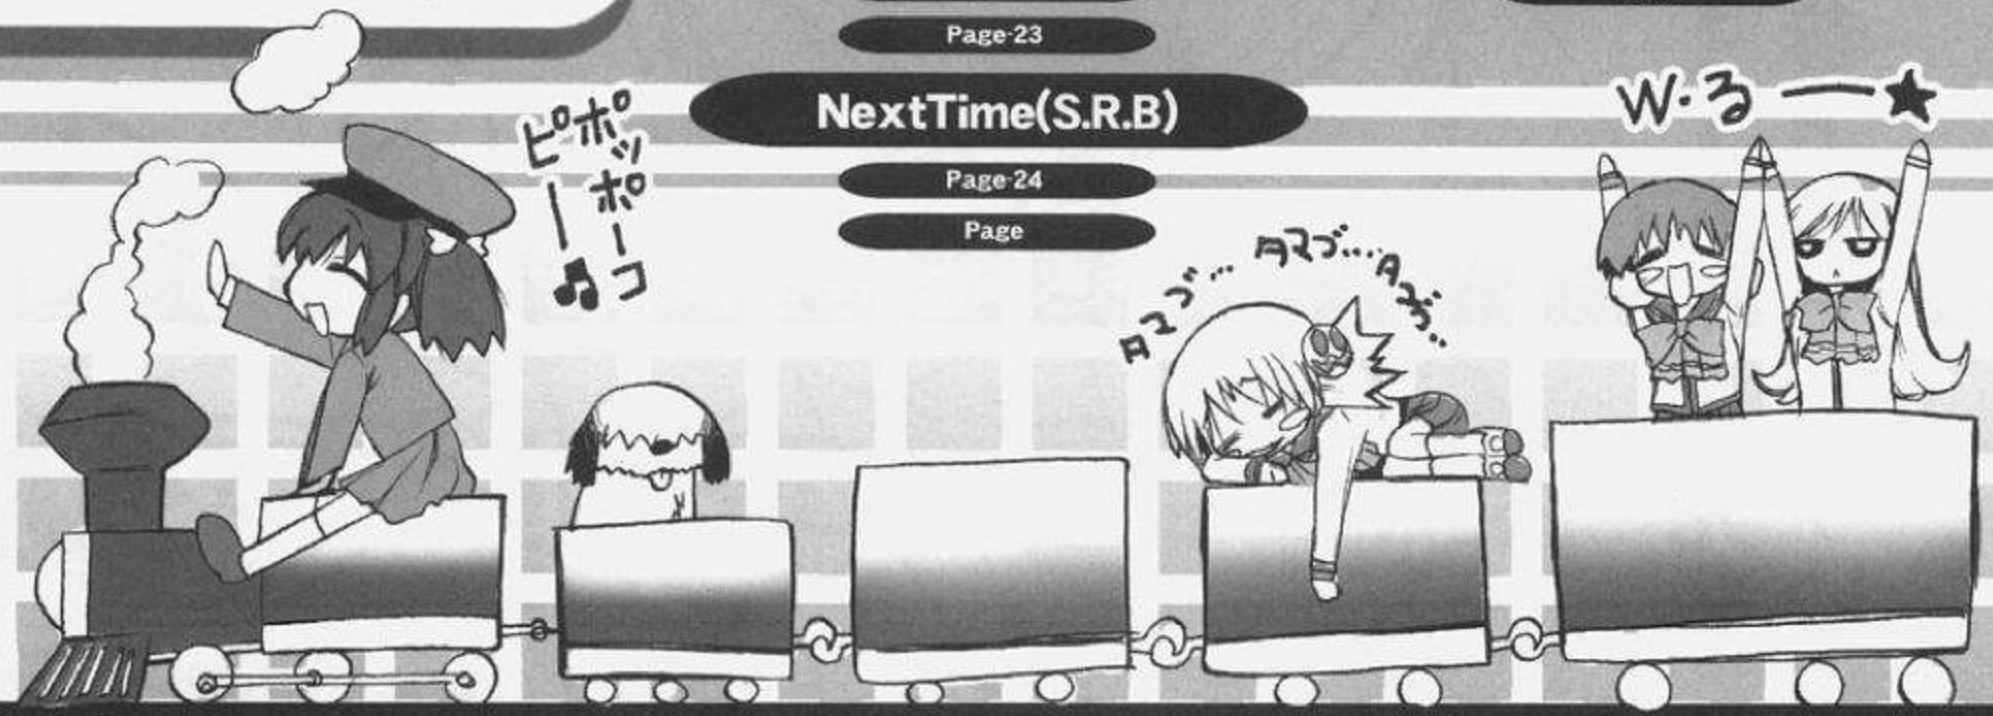 Page-23
NextTime(S.R.B)
Page-24
Page
ポッポーコ
ピー♫
タマゴ…タマゴ…タマゴ…
W・るー★